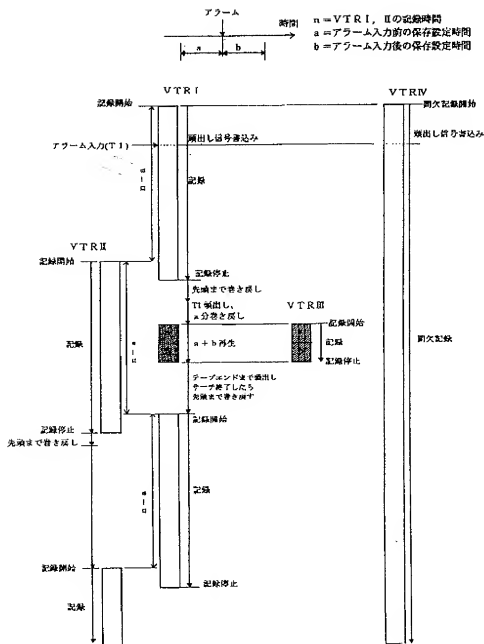 アラーム
時間
a
b
n=VTRⅠ,Ⅱの記録時間
a=アラーム入力前の保存設定時間
b=アラーム入力後の保存設定時間
VTRⅠ
VTRⅣ
記録開始
間欠記録開始
頭出し信号書込み
頭出し信号書込み
アラーム入力(T1)
n-a
記録
VTRⅡ
記録開始
記録停止
先頭まで巻き戻し
T1頭出し、
a分巻き戻し
VTRⅢ
記録開始
記録
記録停止
a+b再生
記録
n-a
間欠記録
テープエンドまで頭出し
サーチ終了したら
先頭まで巻き戻す
記録開始
記録停止
先頭まで巻き戻し
n-a
記録
記録開始
記録停止
記録